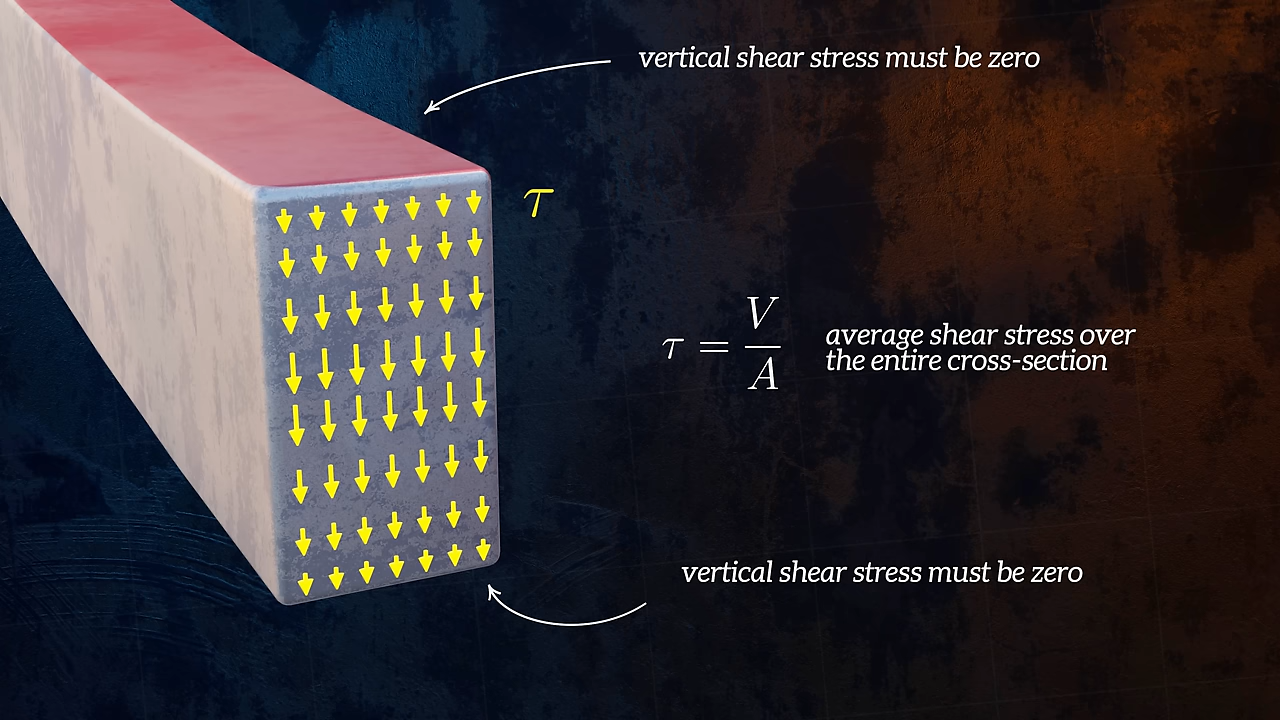 vertical shear stress must be zero
τ
τ = V/A
average shear stress over
the entire cross-section
vertical shear stress must be zero